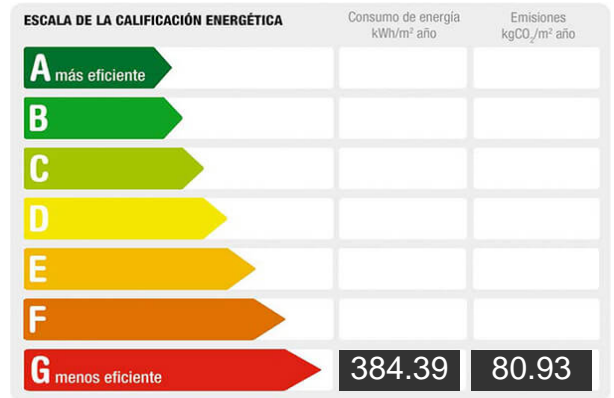 ESCALA DE LA CALIFICACIÓN ENERGÉTICA
Consumo de energía
kWh/m² año
Emisiones
kgCO₂/m² año
A más eficiente
B
C
D
E
F
G menos eficiente
384.39
80.93